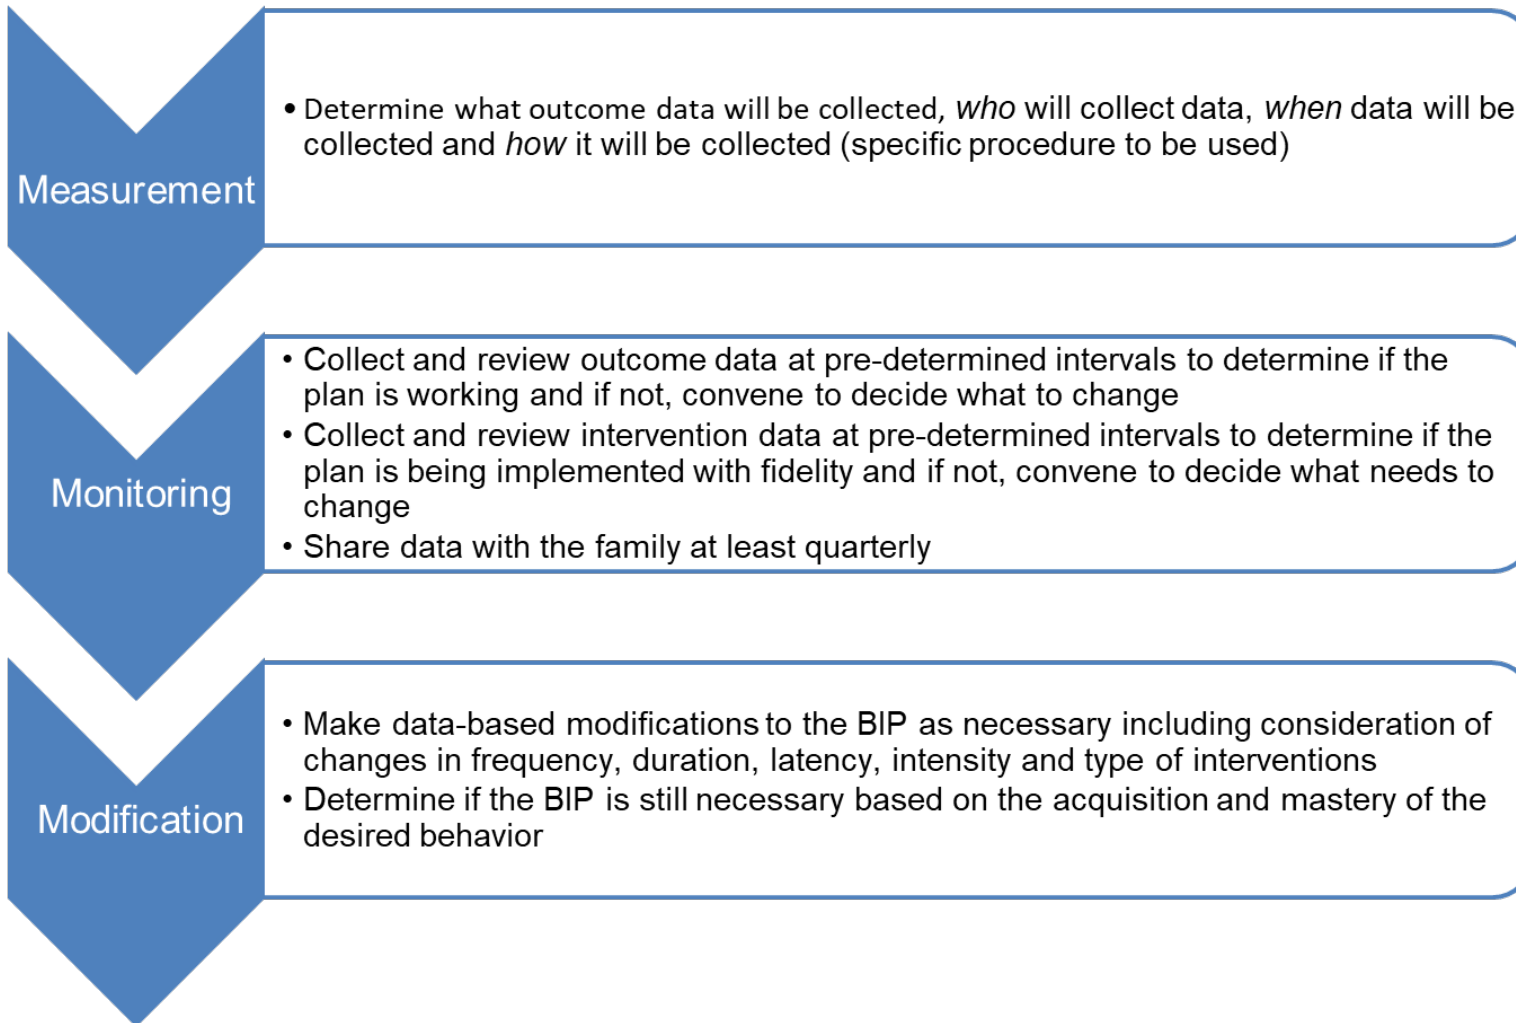 Measurement
• Determine what outcome data will be collected, who will collect data, when data will be
collected and how it will be collected (specific procedure to be used)
Monitoring
• Collect and review outcome data at pre-determined intervals to determine if the
plan is working and if not, convene to decide what to change
• Collect and review intervention data at pre-determined intervals to determine if the
plan is being implemented with fidelity and if not, convene to decide what needs to
change
• Share data with the family at least quarterly
Modification
• Make data-based modifications to the BIP as necessary including consideration of
changes in frequency, duration, latency, intensity and type of interventions
• Determine if the BIP is still necessary based on the acquisition and mastery of the
desired behavior